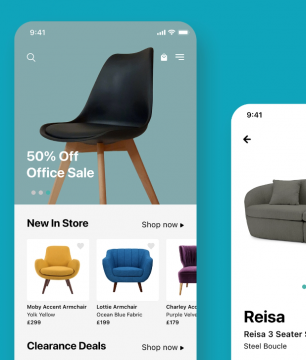 9:41
50% Off
Office Sale
New In Store
Shop now
Moby Accent Armchair
Yolk Yellow
£299
Lottie Armchair
Ocean Blue Fabric
£199
Charley Acc
Purple Velve
£179
Clearance Deals
Shop now
9:41
Reisa
Reisa 3 Seater S
Steel Boucle